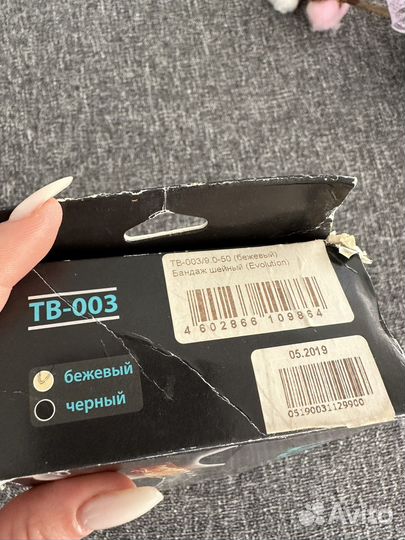 ТВ-003/9.0-50 (бежевый)
Бандаж шейный (Evolution)
4 602866 109864
ТВ-003
05.2019
05190031129900
бежевый
черный
Avito